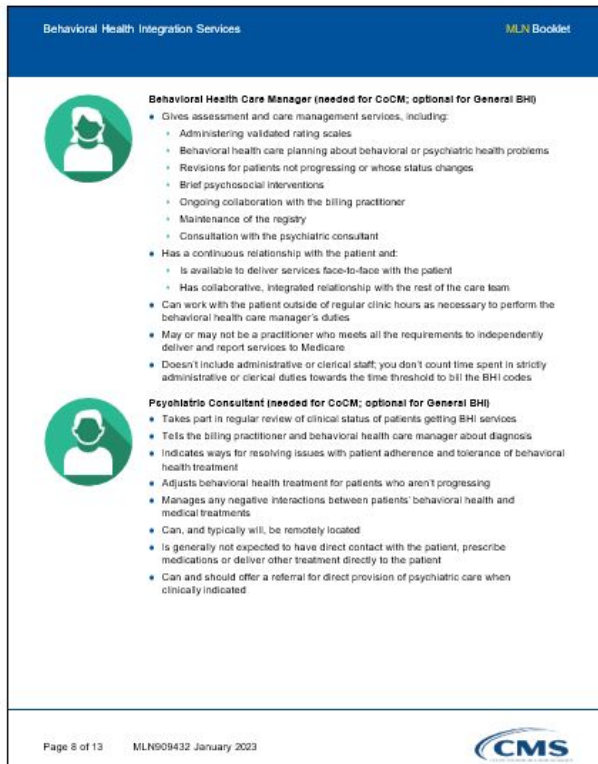 Behavioral Health Integration Services
MLN Booklet
Behavioral Health Care Manager (needed for CoCM; optional for General BHI)
Gives assessment and care management services, including:
Administering validated rating scales
Behavioral health care planning about behavioral or psychiatric health problems
Revisions for patients not progressing or whose status changes
Brief psychosocial interventions
Ongoing collaboration with the billing practitioner
Maintenance of the registry
Consultation with the psychiatric consultant
Has a continuous relationship with the patient and:
Is available to deliver services face-to-face with the patient
Has collaborative, integrated relationship with the rest of the care team
Can work with the patient outside of regular clinic hours as necessary to perform the
behavioral health care manager's duties
May or may not be a practitioner who meets all the requirements to independently
deliver and report services to Medicare
Doesn't include administrative or clerical staff; you don't count time spent in strictly
administrative or clerical duties towards the time threshold to bill the BHI codes
Psychiatric Consultant (needed for CoCM; optional for General BHI)
Takes part in regular review of clinical status of patients getting BHI services
Tells the billing practitioner and behavioral health care manager about diagnosis
Indicates ways for resolving issues with patient adherence and tolerance of behavioral
health treatment
Adjusts behavioral health treatment for patients who aren't progressing
Manages any negative interactions between patients' behavioral health and
medical treatments
Can, and typically will, be remotely located
Is generally not expected to have direct contact with the patient, prescribe
medications or deliver other treatment directly to the patient
Can and should offer a referral for direct provision of psychiatric care when
clinically indicated
Page 8 of 13 MLN909432 January 2023
CMS